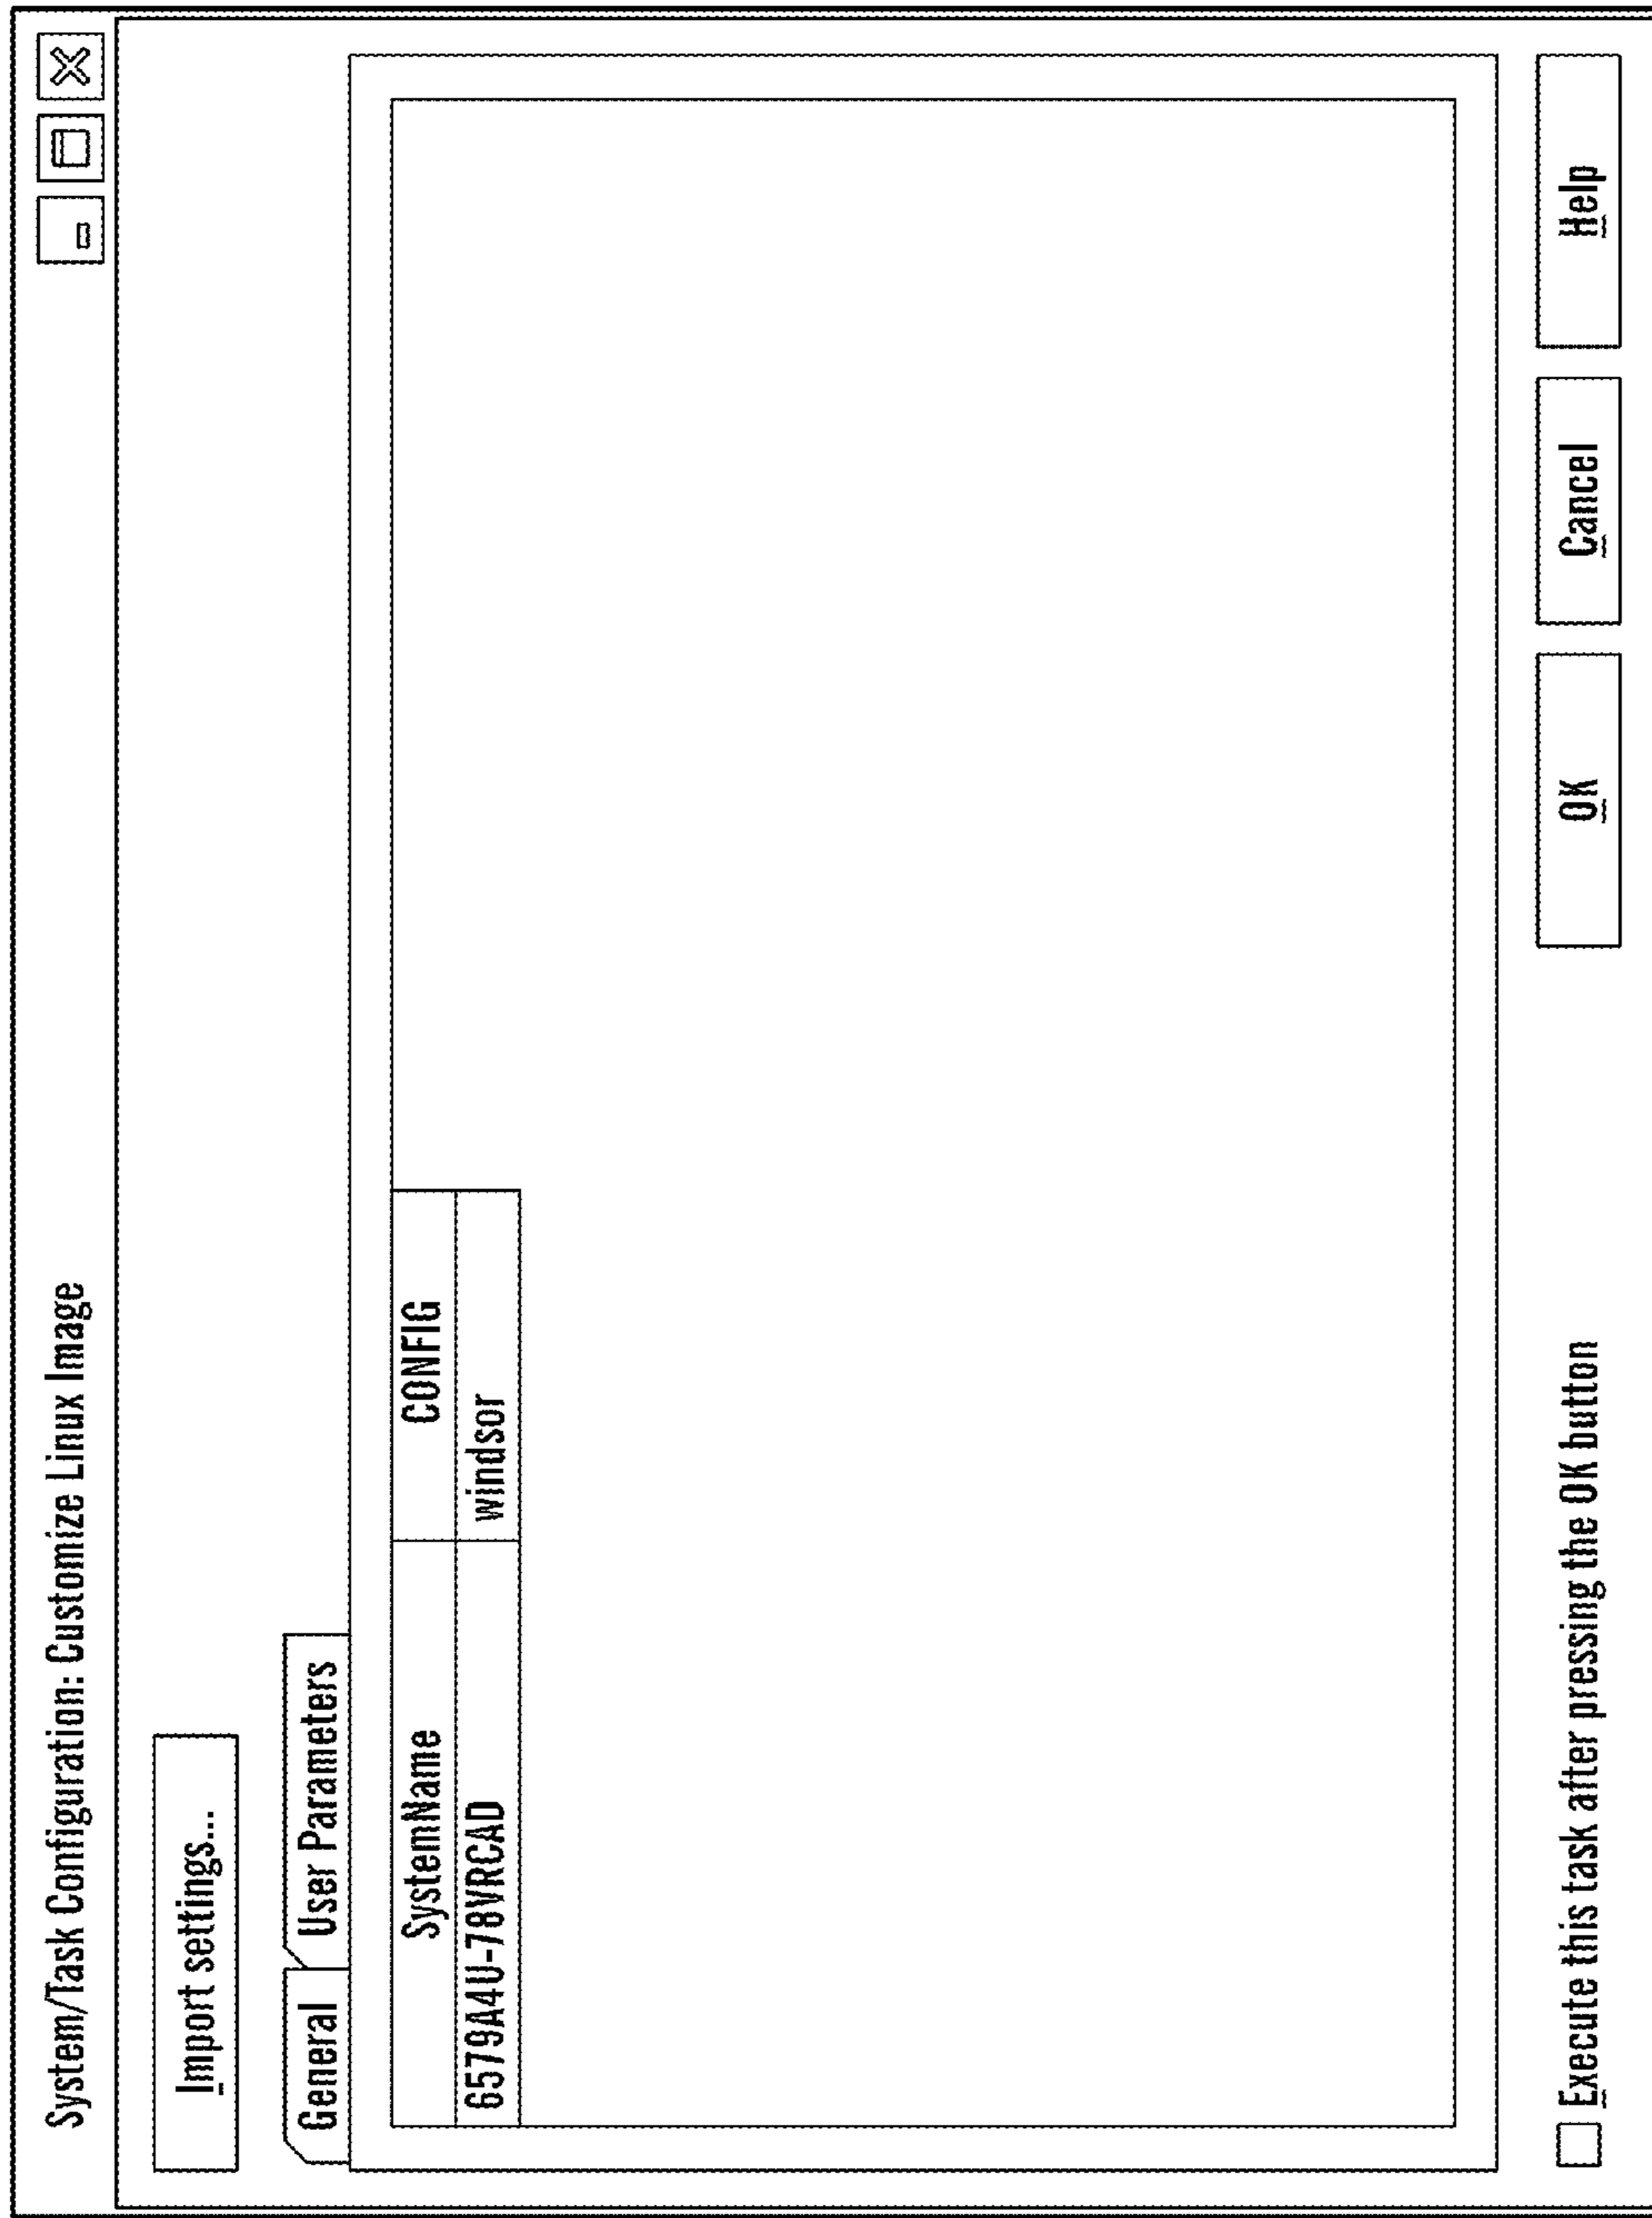 System/Task Configuration: Customize Linux Image
Import settings...
General User Parameters
SystemName CONFIG
6579A4U-78VRCAD windsor
Execute this task after pressing the OK button OK Cancel Help